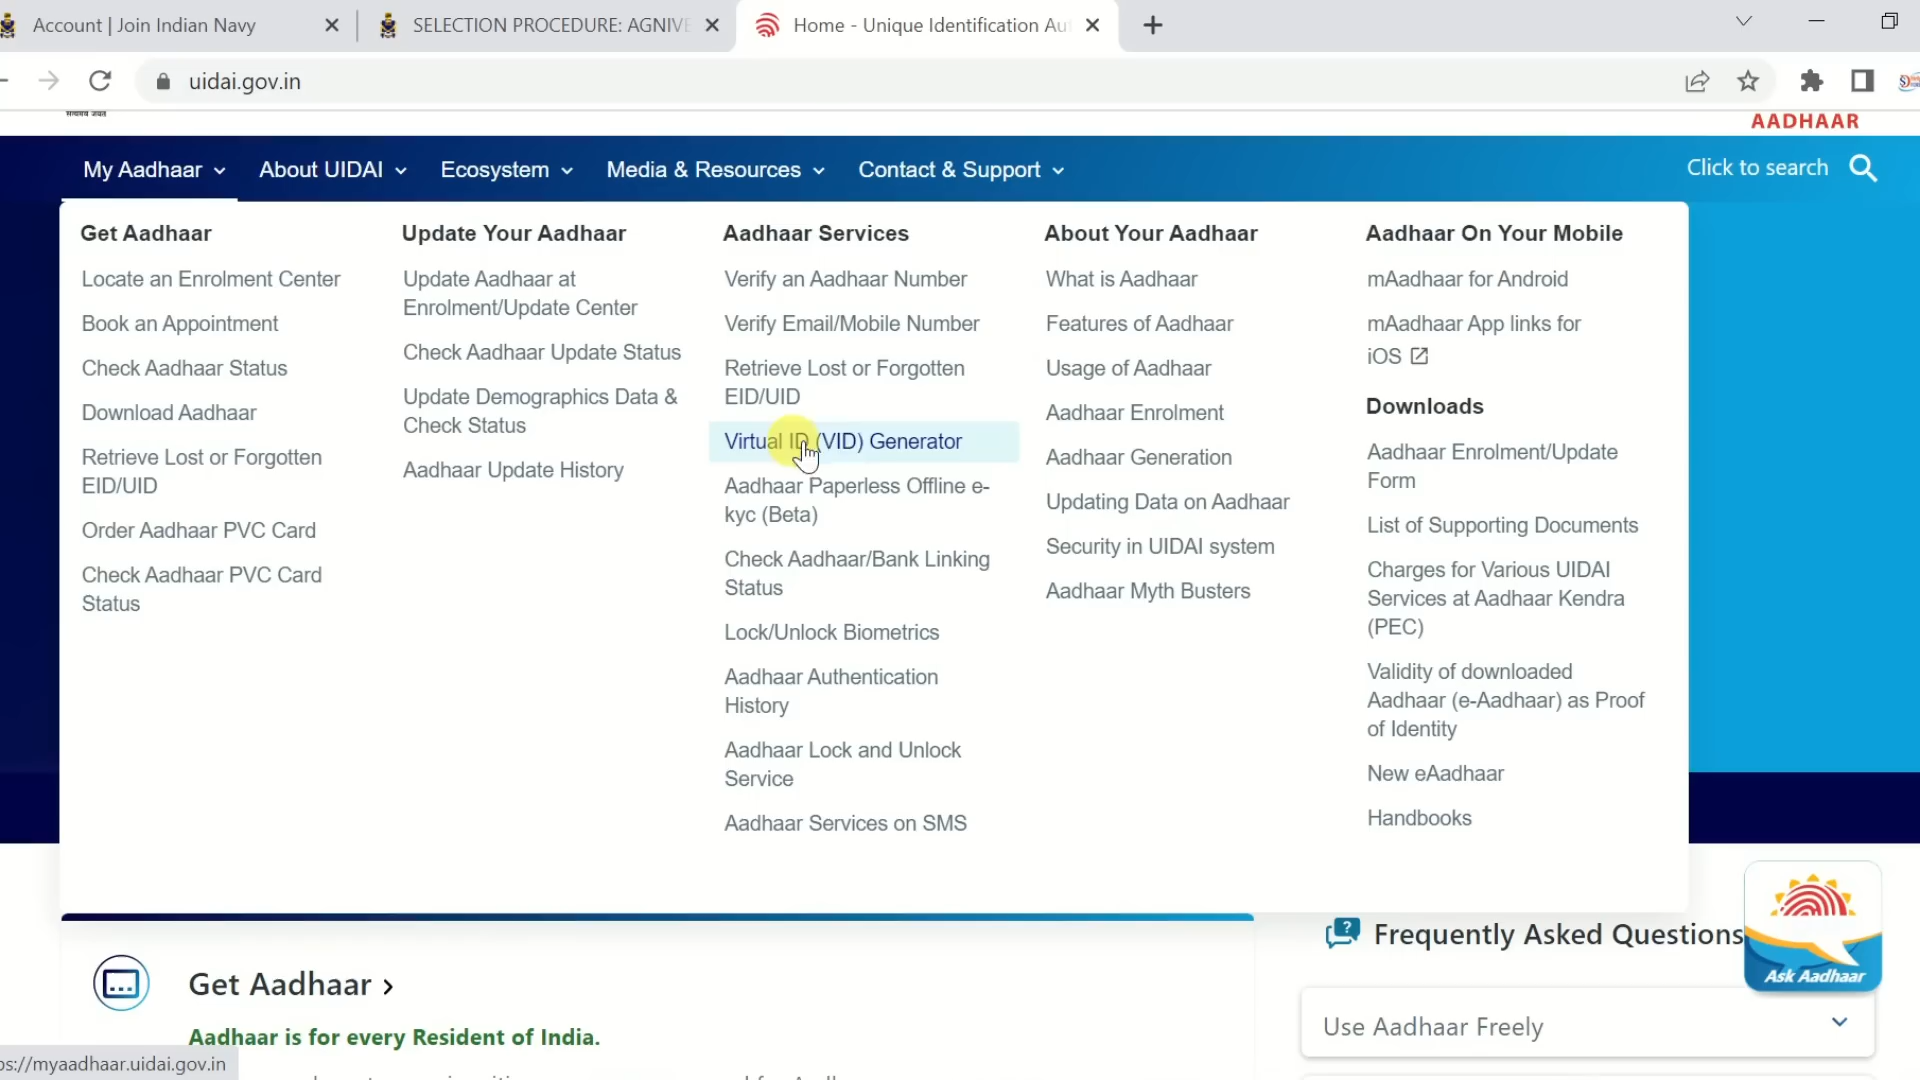 Account | Join Indian Navy
SELECTION PROCEDURE: AGNIVE
Home - Unique Identification Au
uidai.gov.in
सत्यमेव जयते
AADHAAR
My Aadhaar
About UIDAI
Ecosystem
Media & Resources
Contact & Support
Click to search
Get Aadhaar
Locate an Enrolment Center
Book an Appointment
Check Aadhaar Status
Download Aadhaar
Retrieve Lost or Forgotten
EID/UID
Order Aadhaar PVC Card
Check Aadhaar PVC Card
Status
Update Your Aadhaar
Update Aadhaar at
Enrolment/Update Center
Check Aadhaar Update Status
Update Demographics Data &
Check Status
Aadhaar Update History
Aadhaar Services
Verify an Aadhaar Number
Verify Email/Mobile Number
Retrieve Lost or Forgotten
EID/UID
Virtual ID (VID) Generator
Aadhaar Paperless Offline e-
kyc (Beta)
Check Aadhaar/Bank Linking
Status
Lock/Unlock Biometrics
Aadhaar Authentication
History
Aadhaar Lock and Unlock
Service
Aadhaar Services on SMS
About Your Aadhaar
What is Aadhaar
Features of Aadhaar
Usage of Aadhaar
Aadhaar Enrolment
Aadhaar Generation
Updating Data on Aadhaar
Security in UIDAI system
Aadhaar Myth Busters
Aadhaar On Your Mobile
mAadhaar for Android
mAadhaar App links for
iOS
Downloads
Aadhaar Enrolment/Update
Form
List of Supporting Documents
Charges for Various UIDAI
Services at Aadhaar Kendra
(PEC)
Validity of downloaded
Aadhaar (e-Aadhaar) as Proof
of Identity
New eAadhaar
Handbooks
Get Aadhaar
Aadhaar is for every Resident of India.
Frequently Asked Questions
Ask Aadhaar
Use Aadhaar Freely
ps://myaadhaar.uidai.gov.in